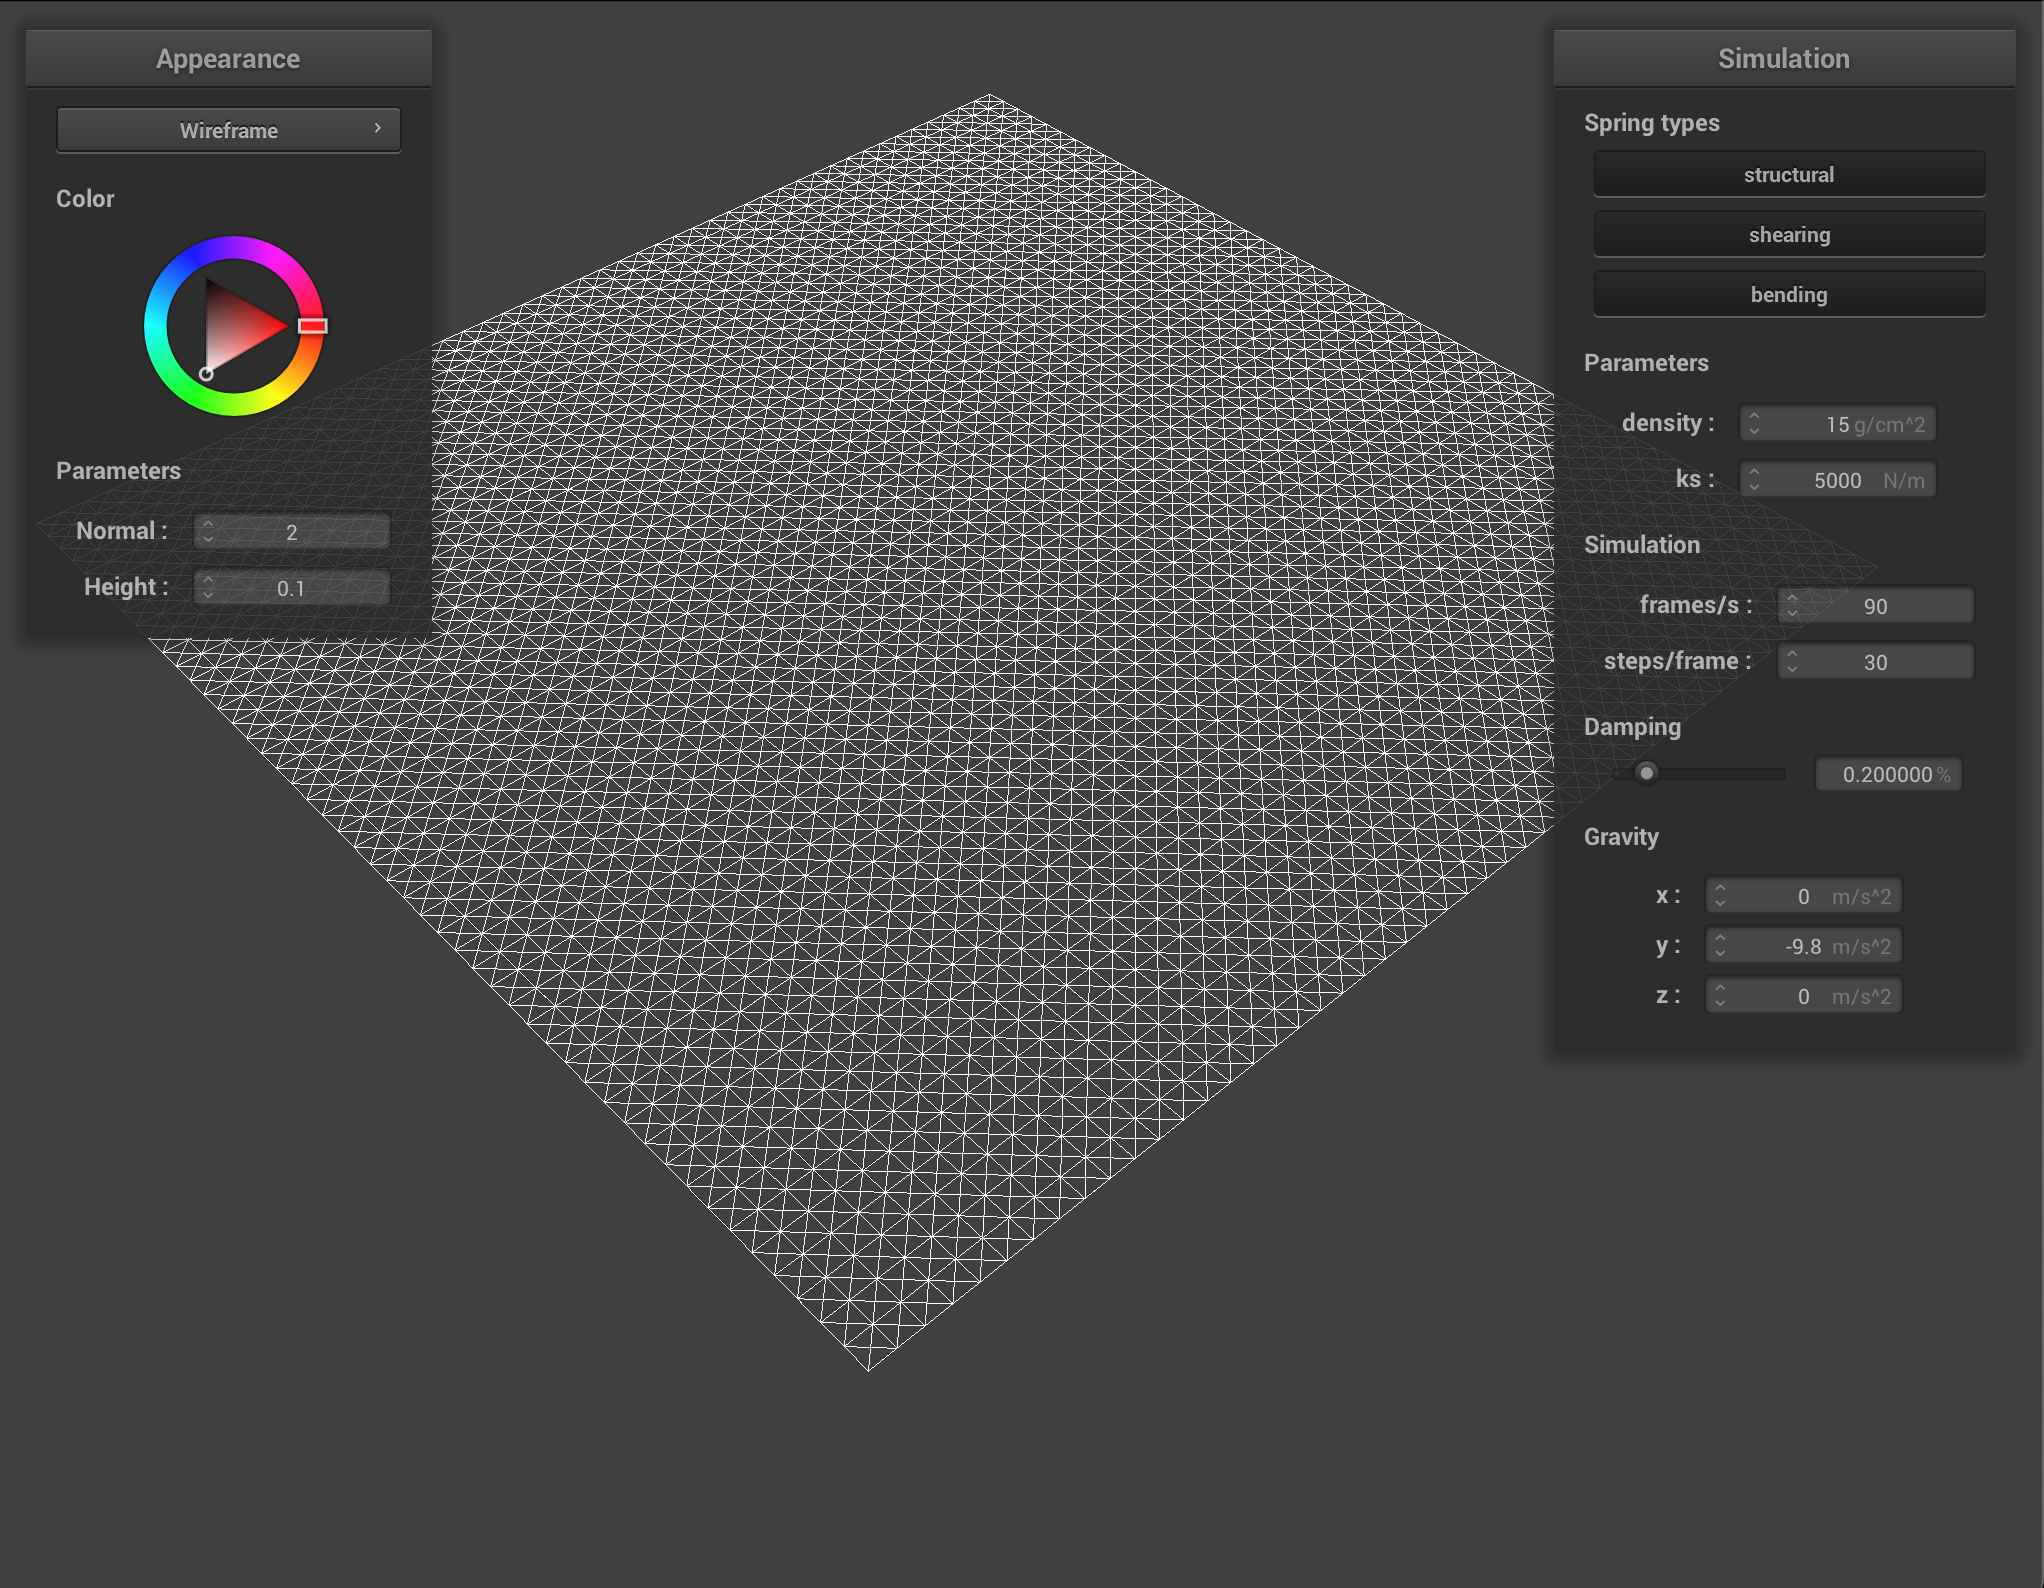 Appearance
Wireframe
Color
Parameters
Normal : 2
Height : 0.1
Simulation
Spring types
structural
shearing
bending
Parameters
density : 15 g/cm^2
ks : 5000 N/m
Simulation
frames/s : 90
steps/frame : 30
Damping
0.200000 %
Gravity
x : 0 m/s^2
y : -9.8 m/s^2
z : 0 m/s^2